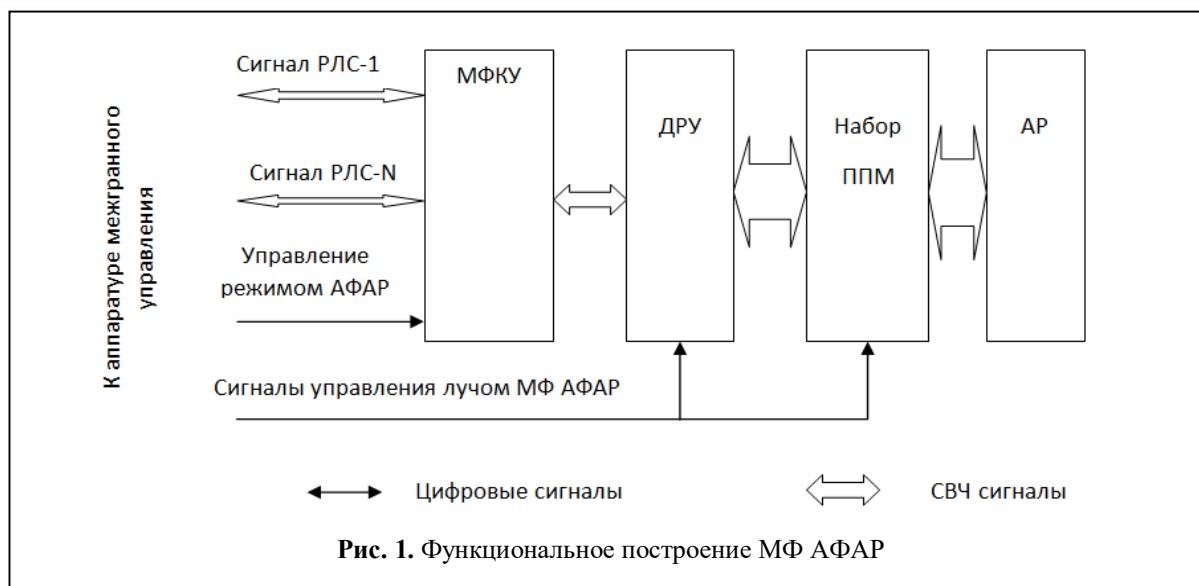 К аппаратуре межгранного
управления
Сигнал РЛС-1
Сигнал РЛС-N
Управление
режимом АФАР
Сигналы управления лучом МФ АФАР
МФКУ
ДРУ
Набор
ППМ
АР
Цифровые сигналы
СВЧ сигналы
Рис. 1. Функциональное построение МФ АФАР